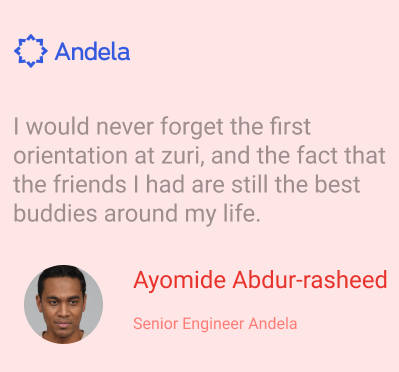 Andela
I would never forget the first
orientation at zuri, and the fact that
the friends I had are still the best
buddies around my life.
Ayomide Abdur-rasheed
Senior Engineer Andela